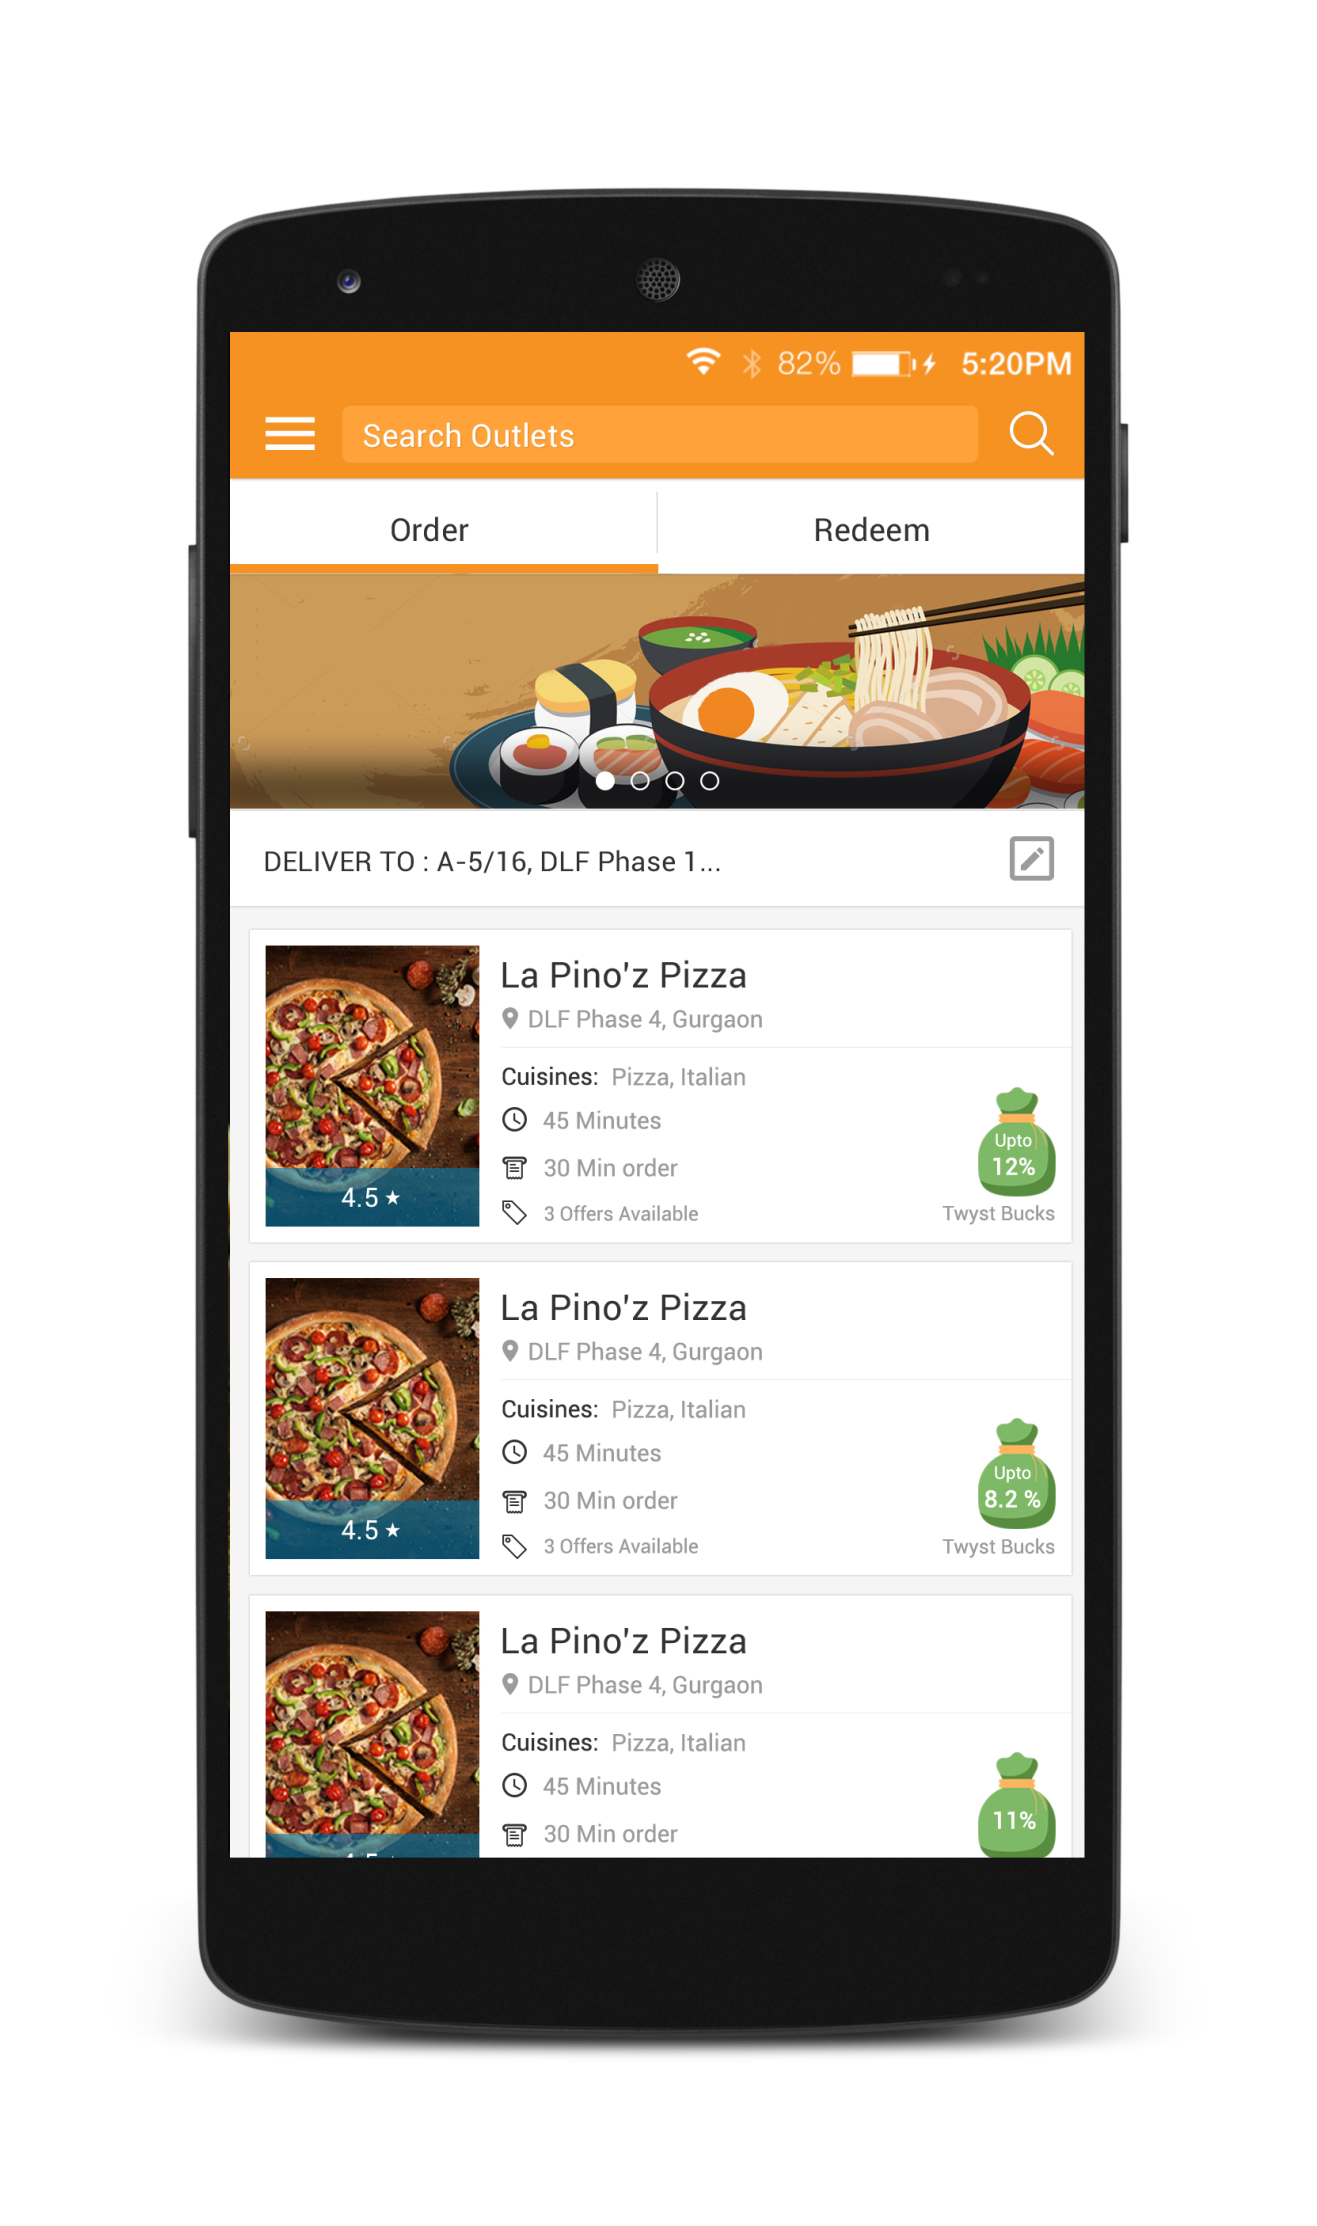 82% 5:20PM
Search Outlets
Order Redeem
DELIVER TO : A-5/16, DLF Phase 1...
La Pino'z Pizza
DLF Phase 4, Gurgaon
Cuisines: Pizza, Italian
45 Minutes
30 Min order
3 Offers Available
4.5 ★
Upto
12%
Twyst Bucks
La Pino'z Pizza
DLF Phase 4, Gurgaon
Cuisines: Pizza, Italian
45 Minutes
30 Min order
3 Offers Available
4.5 ★
Upto
8.2 %
Twyst Bucks
La Pino'z Pizza
DLF Phase 4, Gurgaon
Cuisines: Pizza, Italian
45 Minutes
30 Min order
11%